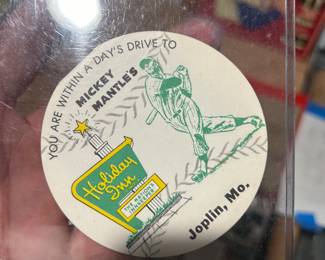 YOU ARE WITHIN A DAY'S DRIVE TO
MICKEY
MANTLE'S
Holiday
Inn
THE NATION'S
INNKEEPER
Joplin, Mo.